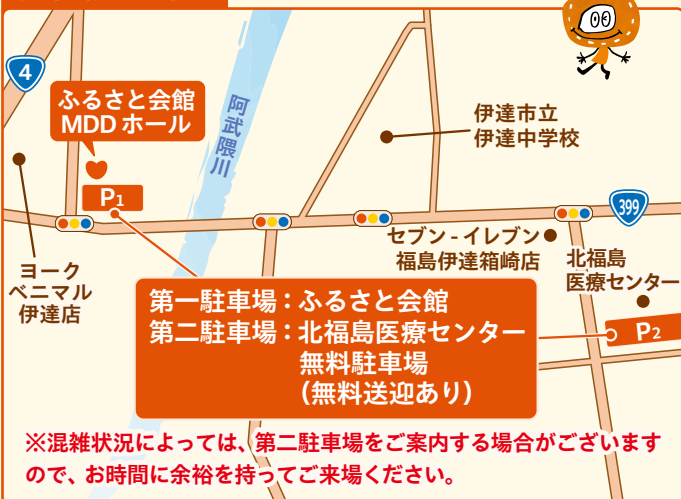 4
ふるさと会館
MDDホール
P1
阿武隈川
伊達市立
伊達中学校
399
セブン-イレブン
福島伊達箱崎店
北福島
医療センター
ヨーク
ベニマル
伊達店
P2
第一駐車場：ふるさと会館
第二駐車場：北福島医療センター
無料駐車場
(無料送迎あり)
※混雑状況によっては、第二駐車場をご案内する場合がございます
ので、お時間に余裕を持ってご来場ください。